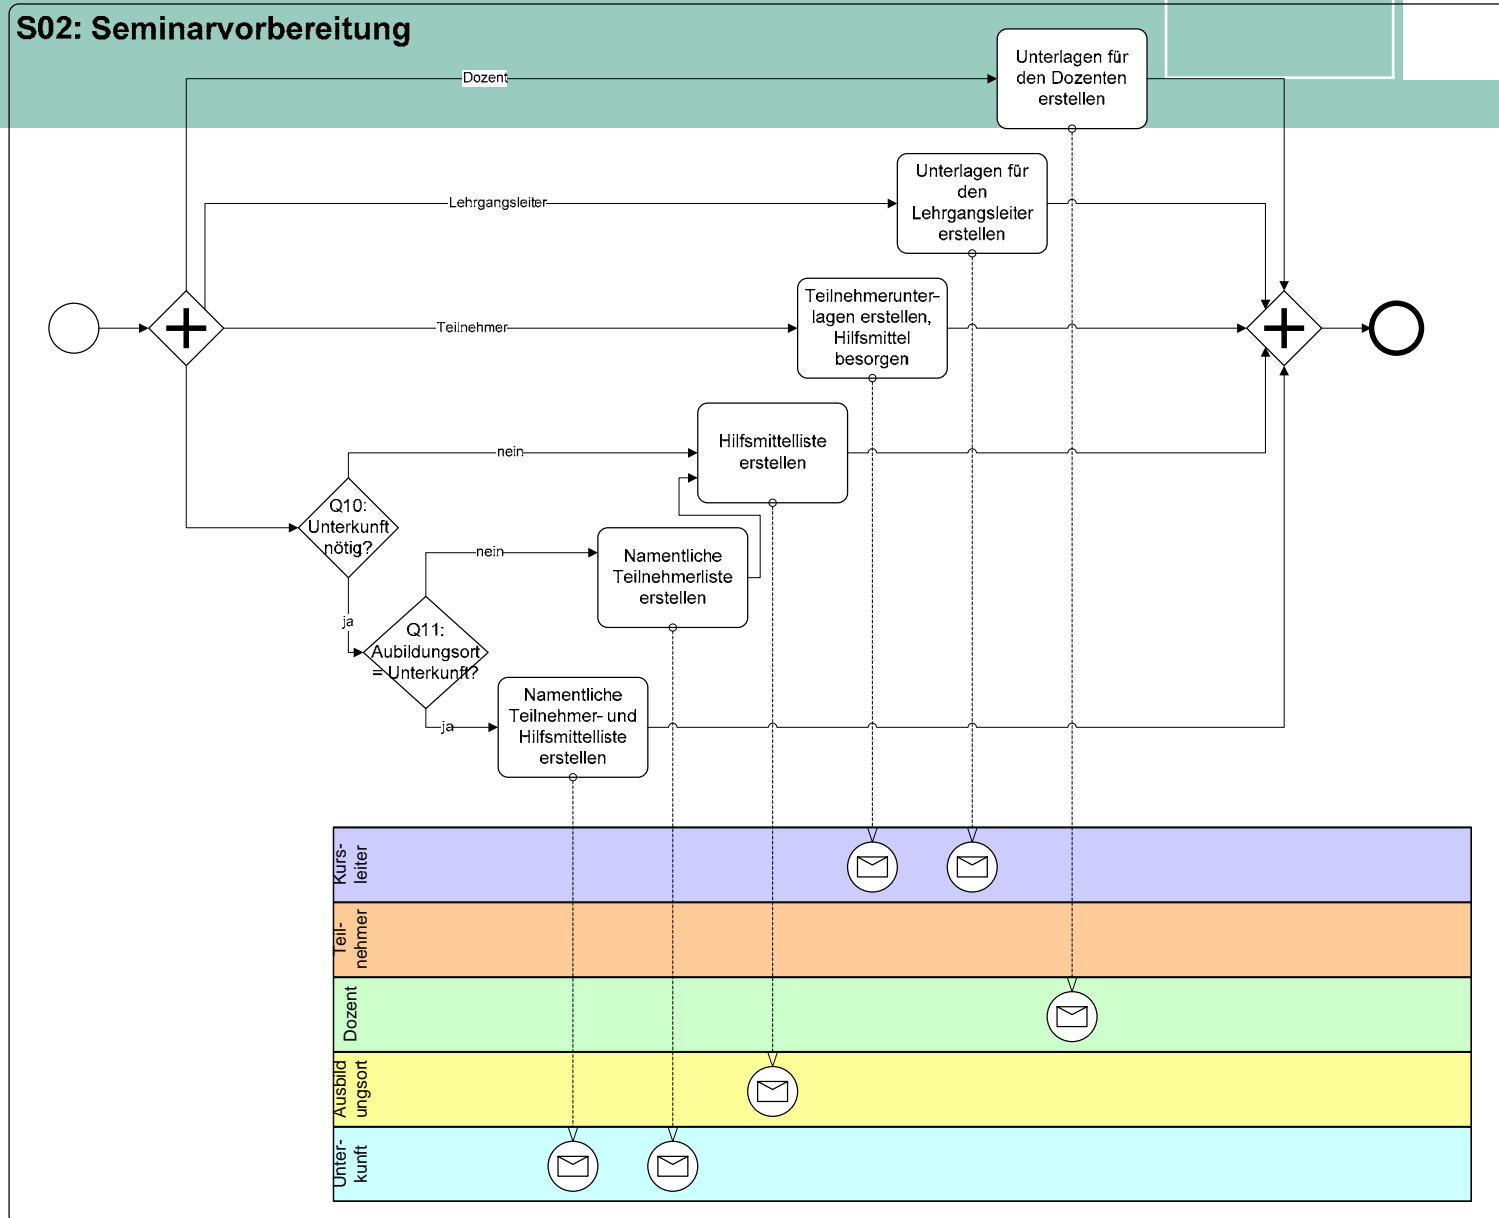 S02: Seminarvorbereitung
Dozent
Unterlagen für
den Dozenten
erstellen
Lehrgangsleiter
Unterlagen für
den
Lehrgangsleiter
erstellen
Teilnehmer
Teilnehmerunter-
lagen erstellen,
Hilfsmittel
besorgen
nein
Hilfsmittelliste
erstellen
Q10:
Unterkunft
nötig?
nein
Namentliche
Teilnehmerliste
erstellen
ja
Q11:
Aubildungsort
= Unterkunft?
ja
Namentliche
Teilnehmer- und
Hilfsmittelliste
erstellen
Kurs-
leiter
Teil-
nehmer
Dozent
Ausbild
ungsort
Unter-
kunft